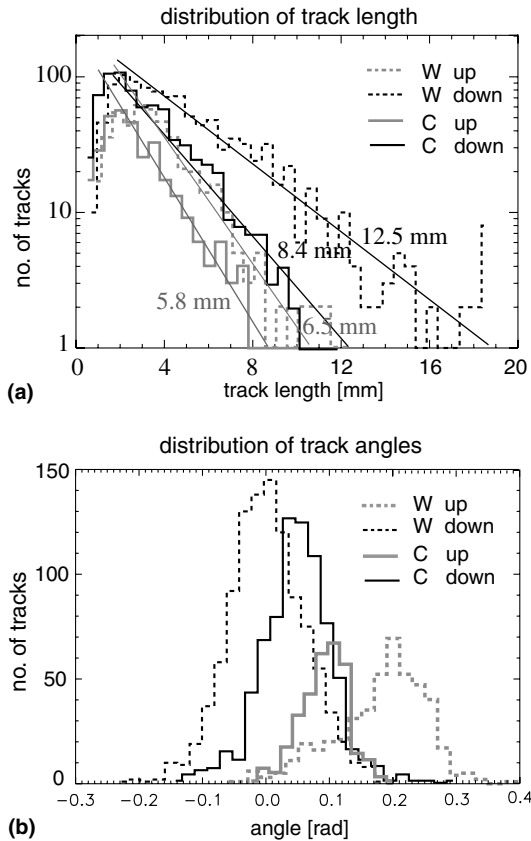 distribution of track length
100
10
1
no. of tracks
W up
W down
C up
C down
12.5 mm
8.4 mm
6.5 mm
5.8 mm
0 4 8 12 16 20
track length [mm]
(a)
distribution of track angles
150
100
50
0
no. of tracks
W up
W down
C up
C down
−0.3 −0.2 −0.1 0.0 0.1 0.2 0.3 0.4
angle [rad]
(b)